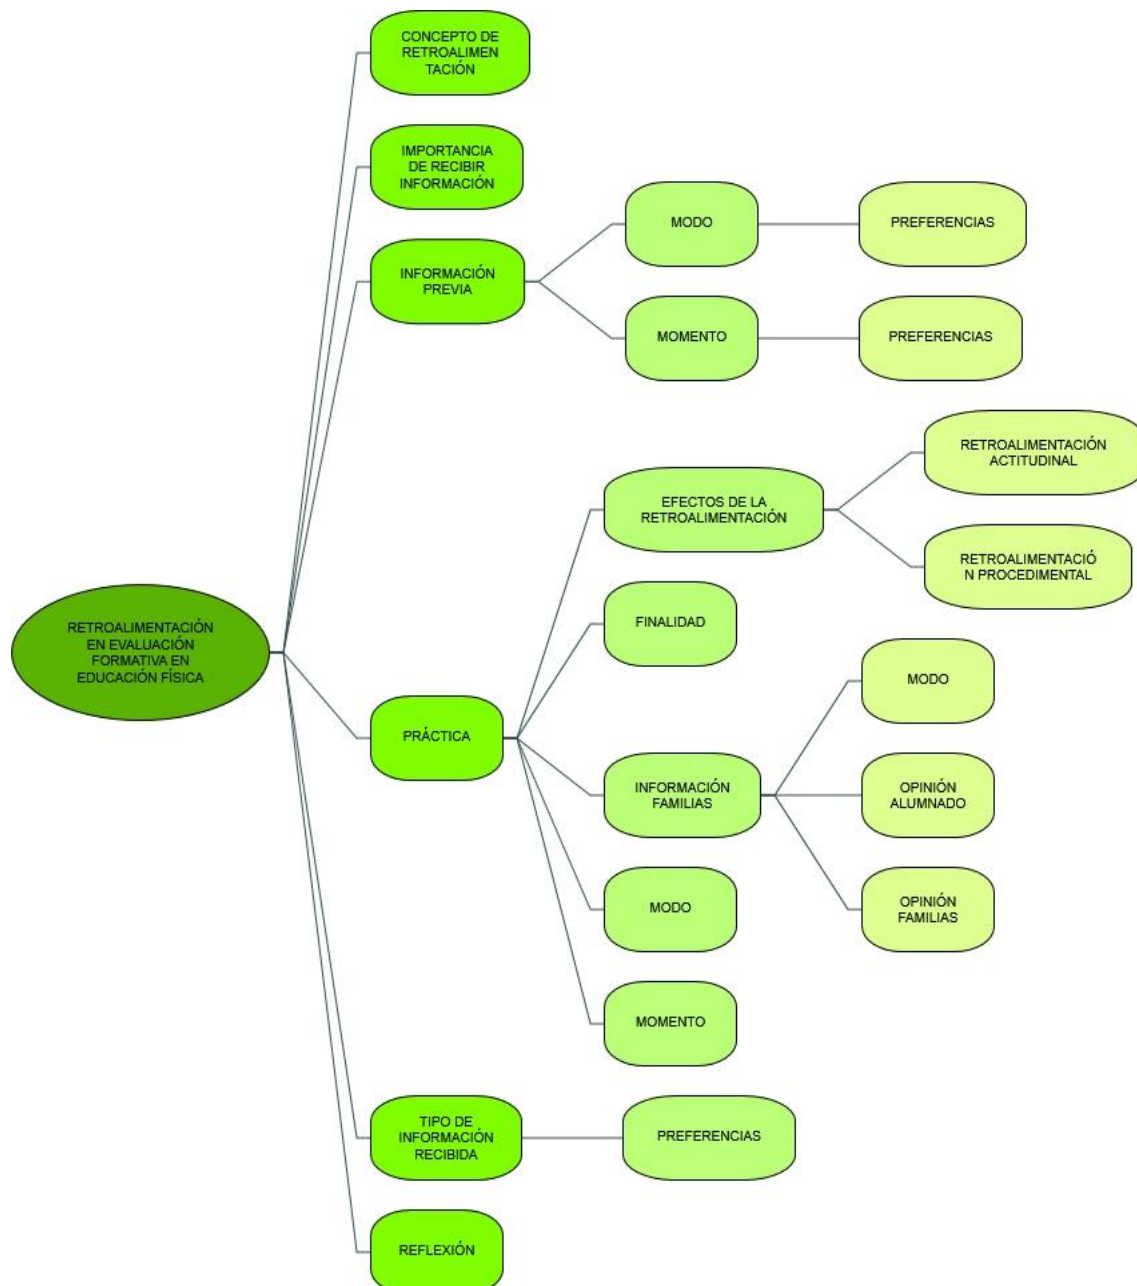 CONCEPTO DE
RETROALIMEN
TACIÓN
IMPORTANCIA
DE RECIBIR
INFORMACIÓN
INFORMACIÓN
PREVIA
MODO
PREFERENCIAS
MOMENTO
PREFERENCIAS
RETROALIMENTACIÓN
EN EVALUACIÓN
FORMATIVA EN
EDUCACIÓN FÍSICA
PRÁCTICA
EFECTOS DE LA
RETROALIMENTACIÓN
RETROALIMENTACIÓN
ACTITUDINAL
RETROALIMENTACIÓ
N PROCEDIMENTAL
FINALIDAD
INFORMACIÓN
FAMILIAS
MODO
OPINIÓN
ALUMNADO
OPINIÓN
FAMILIAS
MODO
MOMENTO
TIPO DE
INFORMACIÓN
RECIBIDA
PREFERENCIAS
REFLEXIÓN